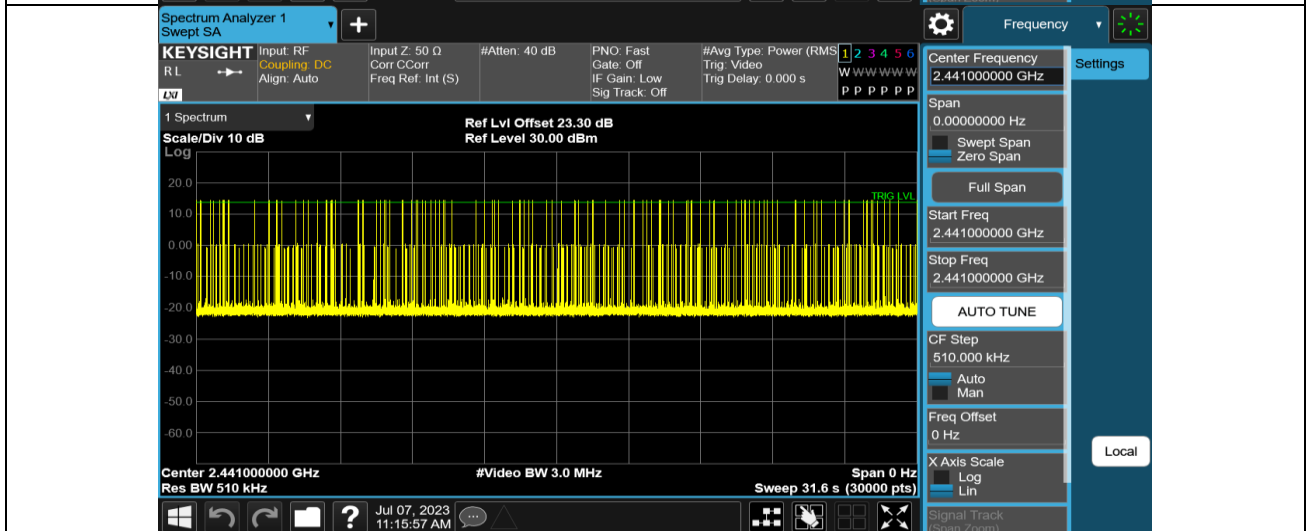 Spectrum Analyzer 1
Swept SA
Frequency
KEYSIGHT
R L
LXI
Input: RF
Coupling: DC
Align: Auto
Input Z: 50 Ω
Corr CCorr
Freq Ref: Int (S)
#Atten: 40 dB
PNO: Fast
Gate: Off
IF Gain: Low
Sig Track: Off
#Avg Type: Power (RMS
Trig: Video
Trig Delay: 0.000 s
1 2 3 4 5 6
W W W W W W
P P P P P P
1 Spectrum
Scale/Div 10 dB
Log
Ref Lvl Offset 23.30 dB
Ref Level 30.00 dBm
TRIG LVL
20.0
10.0
0.00
-10.0
-20.0
-30.0
-40.0
-50.0
-60.0
Center 2.441000000 GHz
Res BW 510 kHz
#Video BW 3.0 MHz
Span 0 Hz
Sweep 31.6 s (30000 pts)
Jul 07, 2023
11:15:57 AM
Center Frequency
2.441000000 GHz
Span
0.00000000 Hz
Swept Span
Zero Span
Full Span
Start Freq
2.441000000 GHz
Stop Freq
2.441000000 GHz
AUTO TUNE
CF Step
510.000 kHz
Auto
Man
Freq Offset
0 Hz
X Axis Scale
Log
Lin
Signal Track
(Span Zoom)
Settings
Local